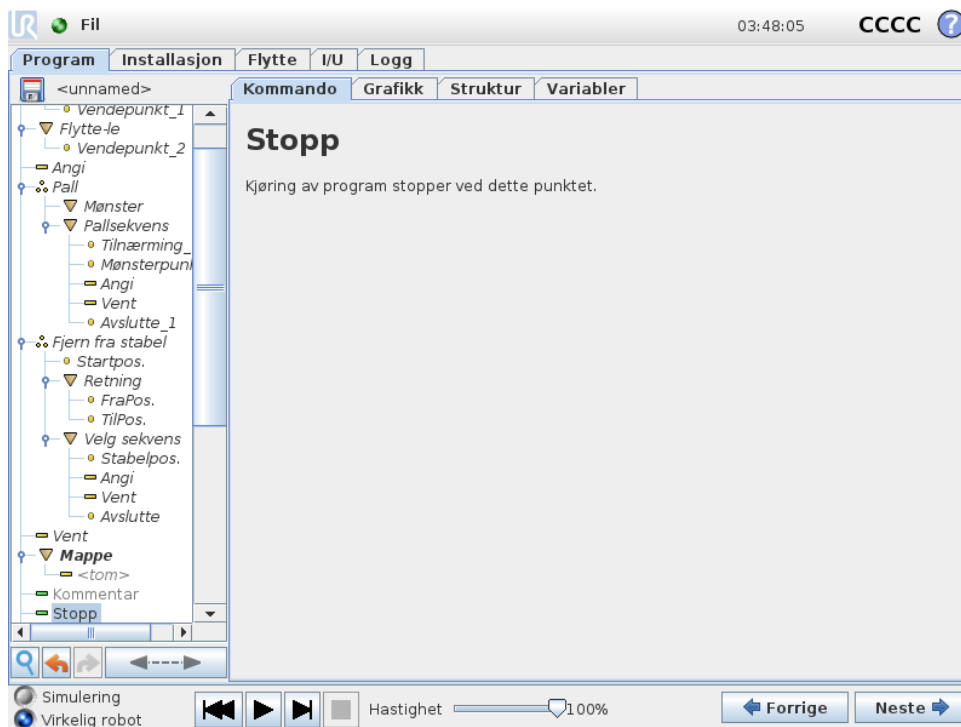 UR Fil 03:48:05 CCCC ?
Program Installasjon Flytte I/U Logg
<unnamed>
Kommando Grafikk Struktur Variabler
Vendepunkt_1
Flytte-le
Vendepunkt_2
Angi
Pall
Mønster
Pallsekvens
Tilnærming_
Mønsterpunl
Angi
Vent
Avslutte_1
Fjern fra stabel
Startpos.
Retning
FraPos.
TilPos.
Velg sekvens
Stabelpos.
Angi
Vent
Avslutte
Vent
Mappe
<tom>
Kommentar
Stopp
Stopp
Kjøring av program stopper ved dette punktet.
Simulering
Virkelig robot
Hastighet 100%
Forrige Neste